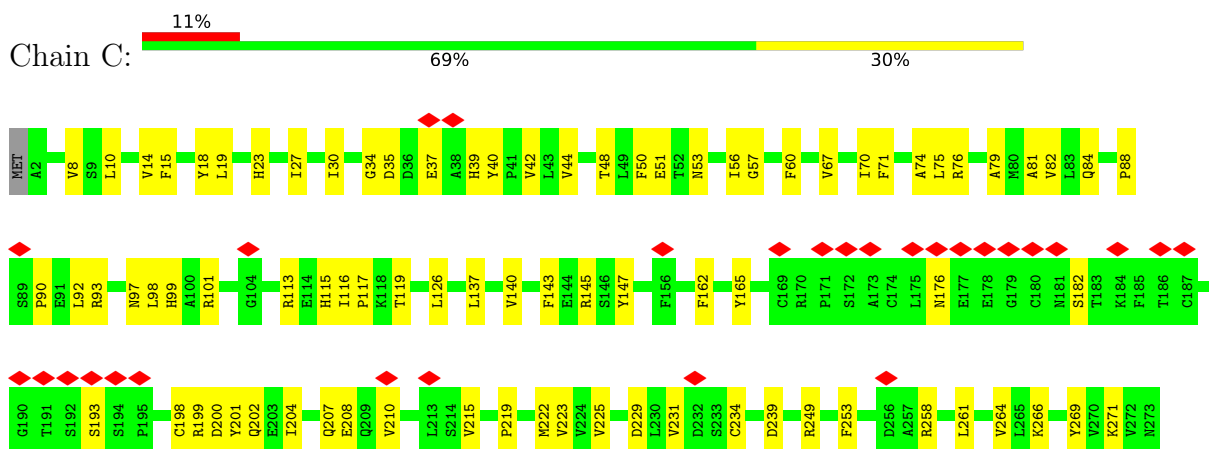 11%
Chain C:
69% 30%
MET A2 V8 S9 L10 V14 F15 Y18 L19 H23 I27 I30 G34 D35 D36 E37 A38 H39 Y40 P41 V42 L43 V44 T48 L49 F50 E51 T52 N53 I56 G57 F60 V67 I70 F71 A74 L75 R76 A79 M80 A81 V82 L83 Q84 P88
S89 P90 E91 L92 R93 N97 L98 H99 A100 R101 G104 R113 E114 H115 I116 P117 K118 T119 L126 L137 V140 F143 E144 R145 S146 Y147 F156 F162 Y165 C169 R170 P171 S172 A173 C174 L175 N176 E177 E178 G179 C180 N181 S182 T183 K184 F185 T186 C187
G190 T191 S192 S193 S194 P195 C198 R199 D200 Y201 Q202 E203 I204 Q207 E208 Q209 V210 L213 S214 V215 P219 M222 V223 V224 V225 D229 L230 V231 D232 S233 C234 D239 R249 F253 D256 A257 R258 L261 V264 L265 K266 Y269 V270 K271 V272 N273